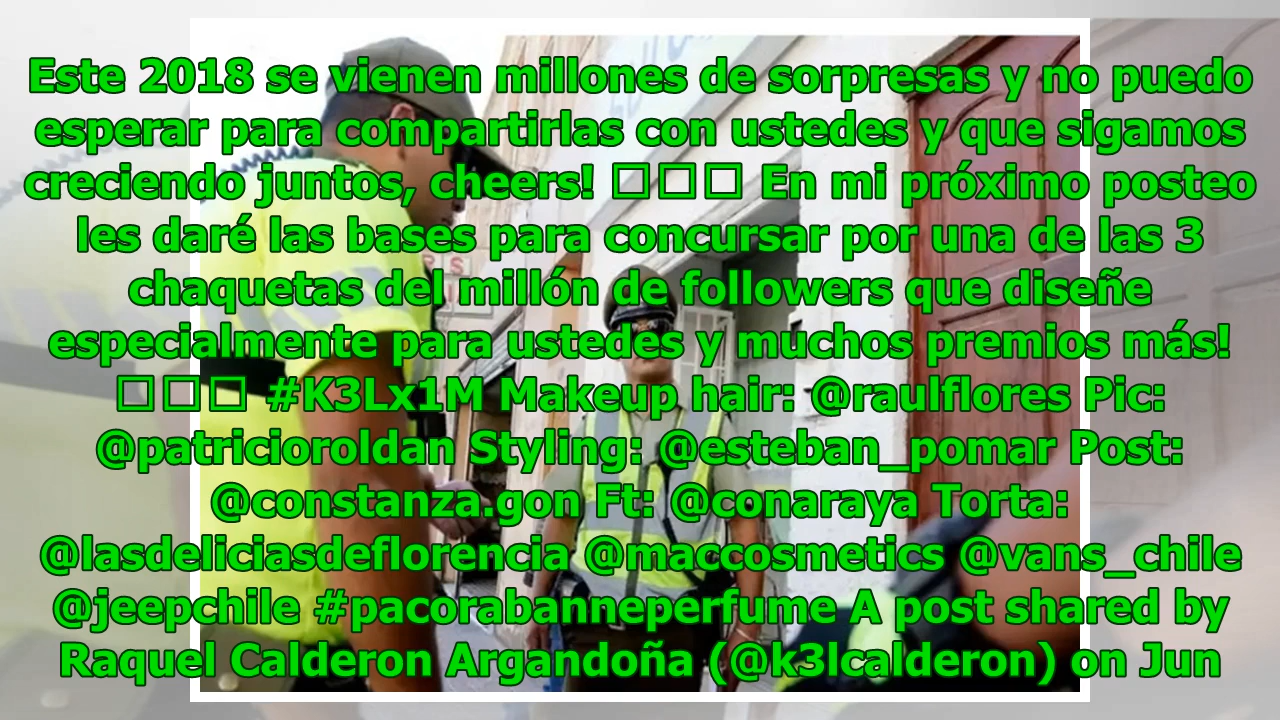 Este 2018 se vienen millones de sorpresas y no puedo
esperar para compartirlas con ustedes y que sigamos
creciendo juntos, cheers! □□□ En mi próximo posteo
les daré las bases para concursar por una de las 3
chaquetas del millón de followers que diseñe
especialmente para ustedes y muchos premios más!
□□□ #K3Lx1M Makeup hair: @raulflores Pic:
@patricioroldan Styling: @esteban_pomar Post:
@constanza.gon Ft: @conaraya Torta:
@lasdeliciasdeflorencia @maccosmetics @vans_chile
@jeepchile #pacorabanneperfume A post shared by
Raquel Calderon Argandoña (@k3lcalderon) on Jun